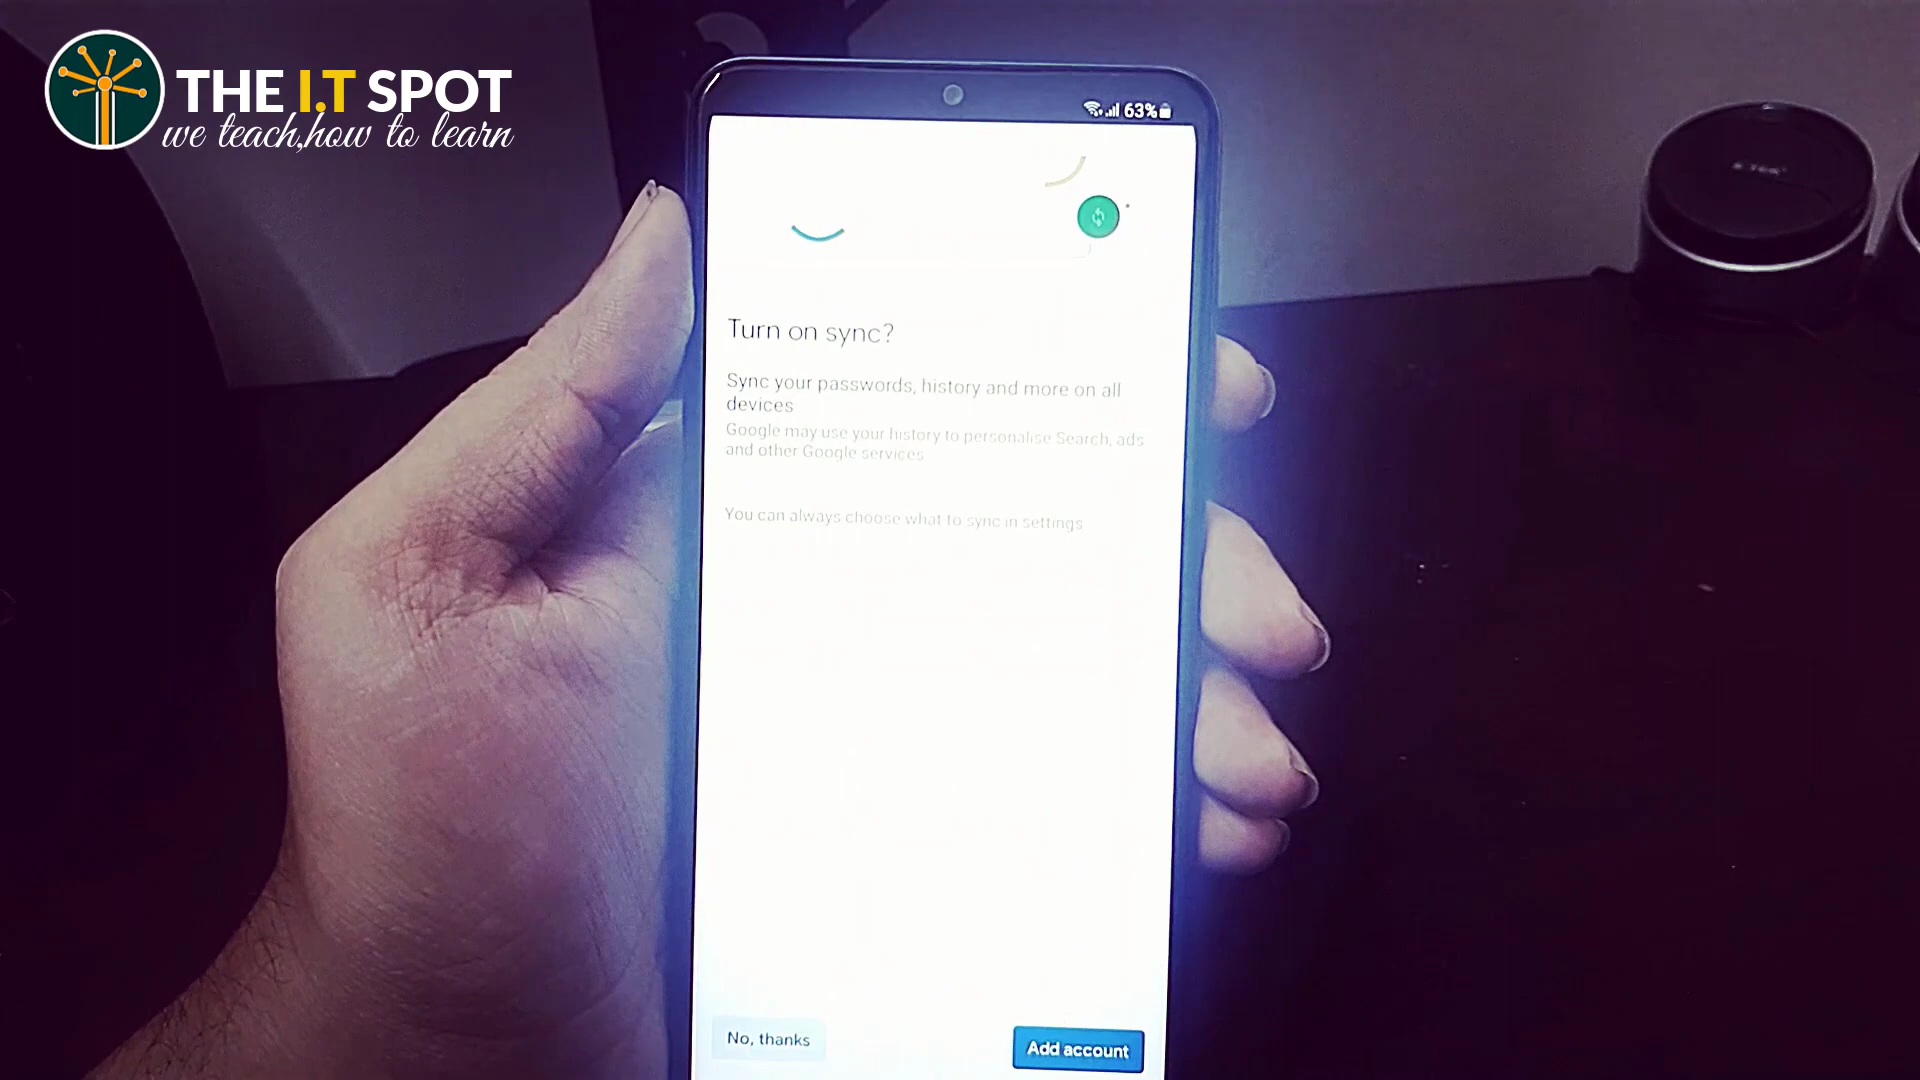 THE I.T SPOT
we teach,how to learn
63%
Turn on sync?
Sync your passwords, history and more on all
devices
Google may use your history to personalise Search, ads
and other Google services
You can always choose what to sync in settings
No, thanks
Add account